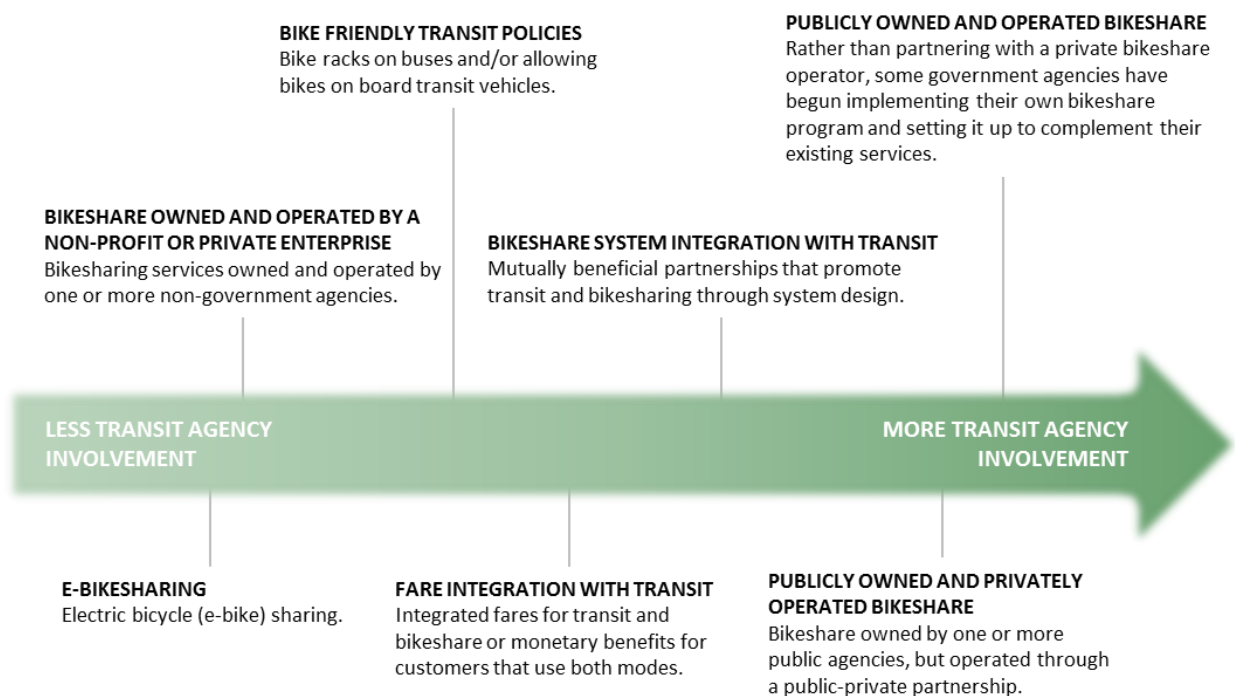 BIKE FRIENDLY TRANSIT POLICIES
Bike racks on buses and/or allowing
bikes on board transit vehicles.
PUBLICLY OWNED AND OPERATED BIKESHARE
Rather than partnering with a private bikeshare
operator, some government agencies have
begun implementing their own bikeshare
program and setting it up to complement their
existing services.
BIKESHARE OWNED AND OPERATED BY A
NON-PROFIT OR PRIVATE ENTERPRISE
Bikesharing services owned and operated by
one or more non-government agencies.
BIKESHARE SYSTEM INTEGRATION WITH TRANSIT
Mutually beneficial partnerships that promote
transit and bikesharing through system design.
LESS TRANSIT AGENCY
INVOLVEMENT
MORE TRANSIT AGENCY
INVOLVEMENT
E-BIKESHARING
Electric bicycle (e-bike) sharing.
FARE INTEGRATION WITH TRANSIT
Integrated fares for transit and
bikeshare or monetary benefits for
customers that use both modes.
PUBLICLY OWNED AND PRIVATELY
OPERATED BIKESHARE
Bikeshare owned by one or more
public agencies, but operated through
a public-private partnership.